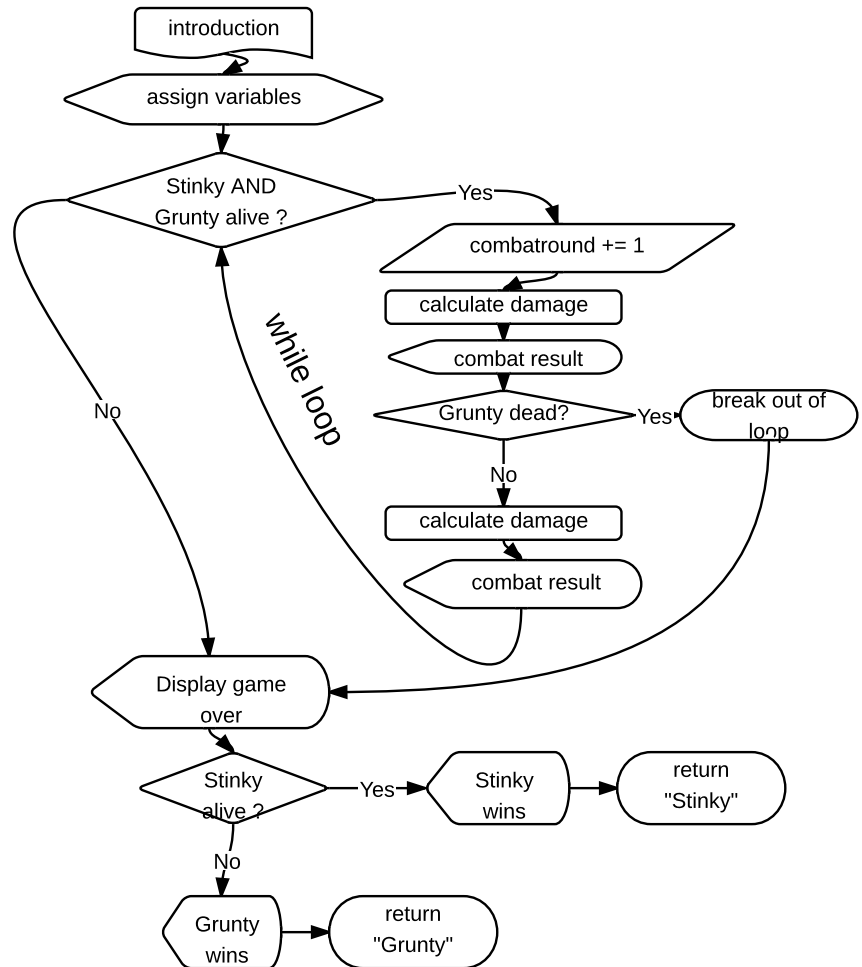 introduction
assign variables
Stinky AND
Grunty alive ?
Yes
combatround += 1
calculate damage
while loop
combat result
No
Grunty dead?
Yes
break out of
loop
No
calculate damage
combat result
Display game
over
Stinky
alive ?
Yes
Stinky
wins
return
"Stinky"
No
Grunty
wins
return
"Grunty"